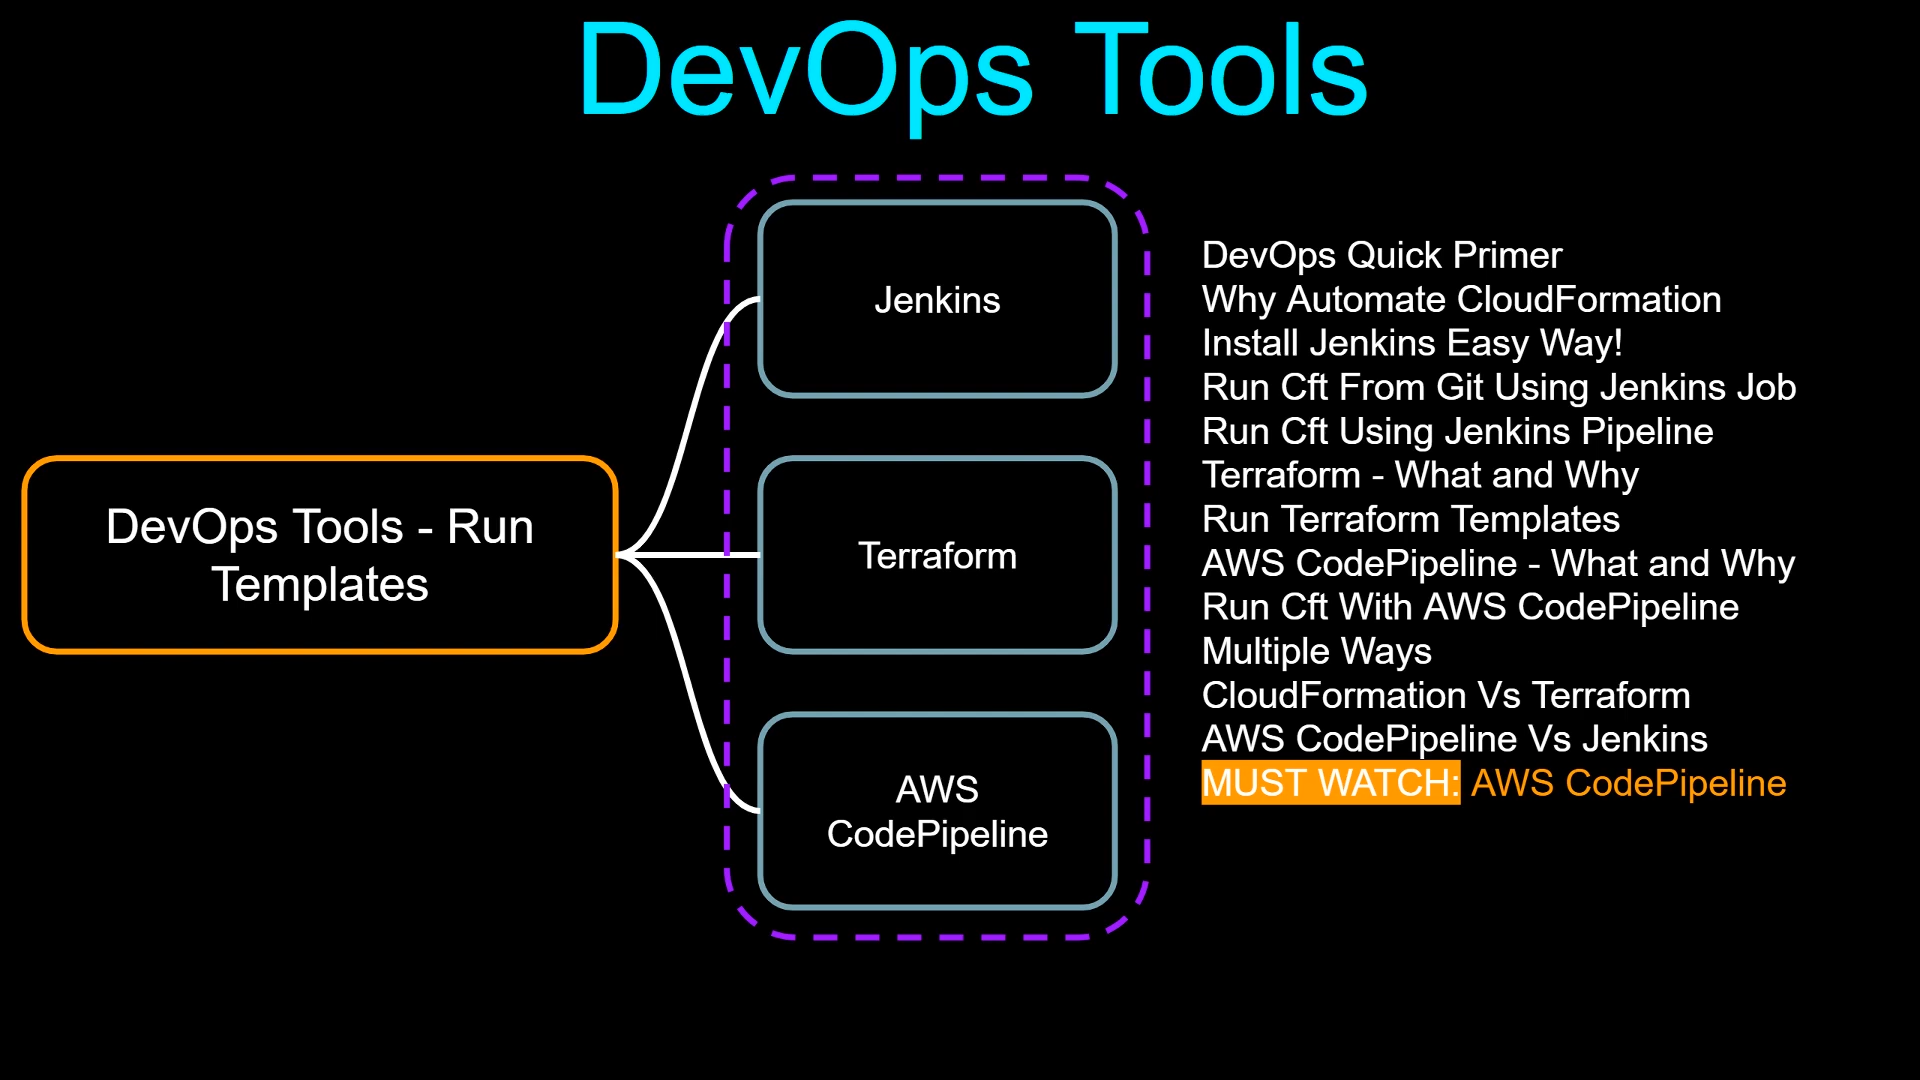 DevOps Tools
DevOps Tools - Run
Templates
Jenkins
Terraform
AWS
CodePipeline
DevOps Quick Primer
Why Automate CloudFormation
Install Jenkins Easy Way!
Run Cft From Git Using Jenkins Job
Run Cft Using Jenkins Pipeline
Terraform - What and Why
Run Terraform Templates
AWS CodePipeline - What and Why
Run Cft With AWS CodePipeline
Multiple Ways
CloudFormation Vs Terraform
AWS CodePipeline Vs Jenkins
MUST WATCH: AWS CodePipeline